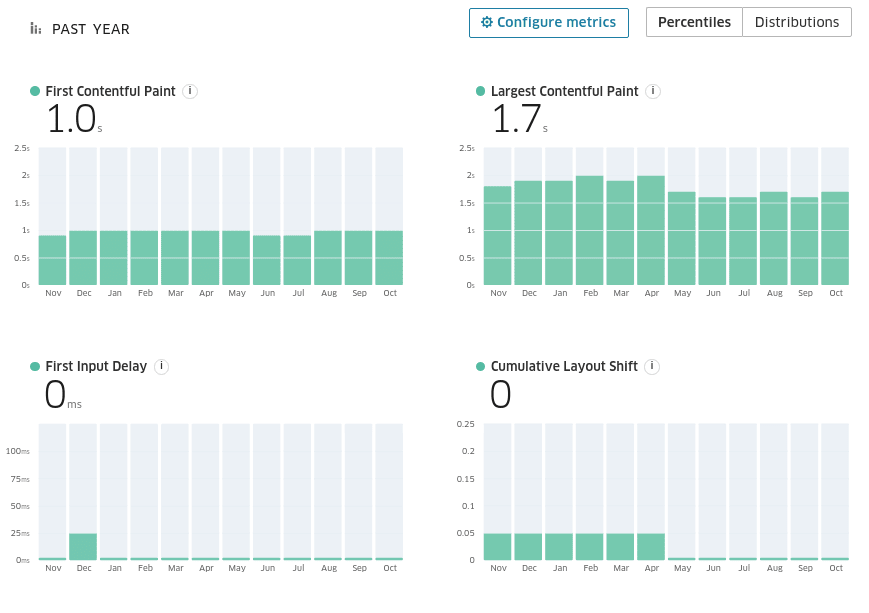 PAST YEAR
Configure metrics
Percentiles
Distributions
First Contentful Paint i
1.0s
2.5s
2s
1.5s
1s
0.5s
0s
Nov Dec Jan Feb Mar Apr May Jun Jul Aug Sep Oct
Largest Contentful Paint i
1.7s
2.5s
2s
1.5s
1s
0.5s
0s
Nov Dec Jan Feb Mar Apr May Jun Jul Aug Sep Oct
First Input Delay i
0ms
100ms
75ms
50ms
25ms
0ms
Nov Dec Jan Feb Mar Apr May Jun Jul Aug Sep Oct
Cumulative Layout Shift i
0
0.25
0.2
0.15
0.1
0.05
0
Nov Dec Jan Feb Mar Apr May Jun Jul Aug Sep Oct